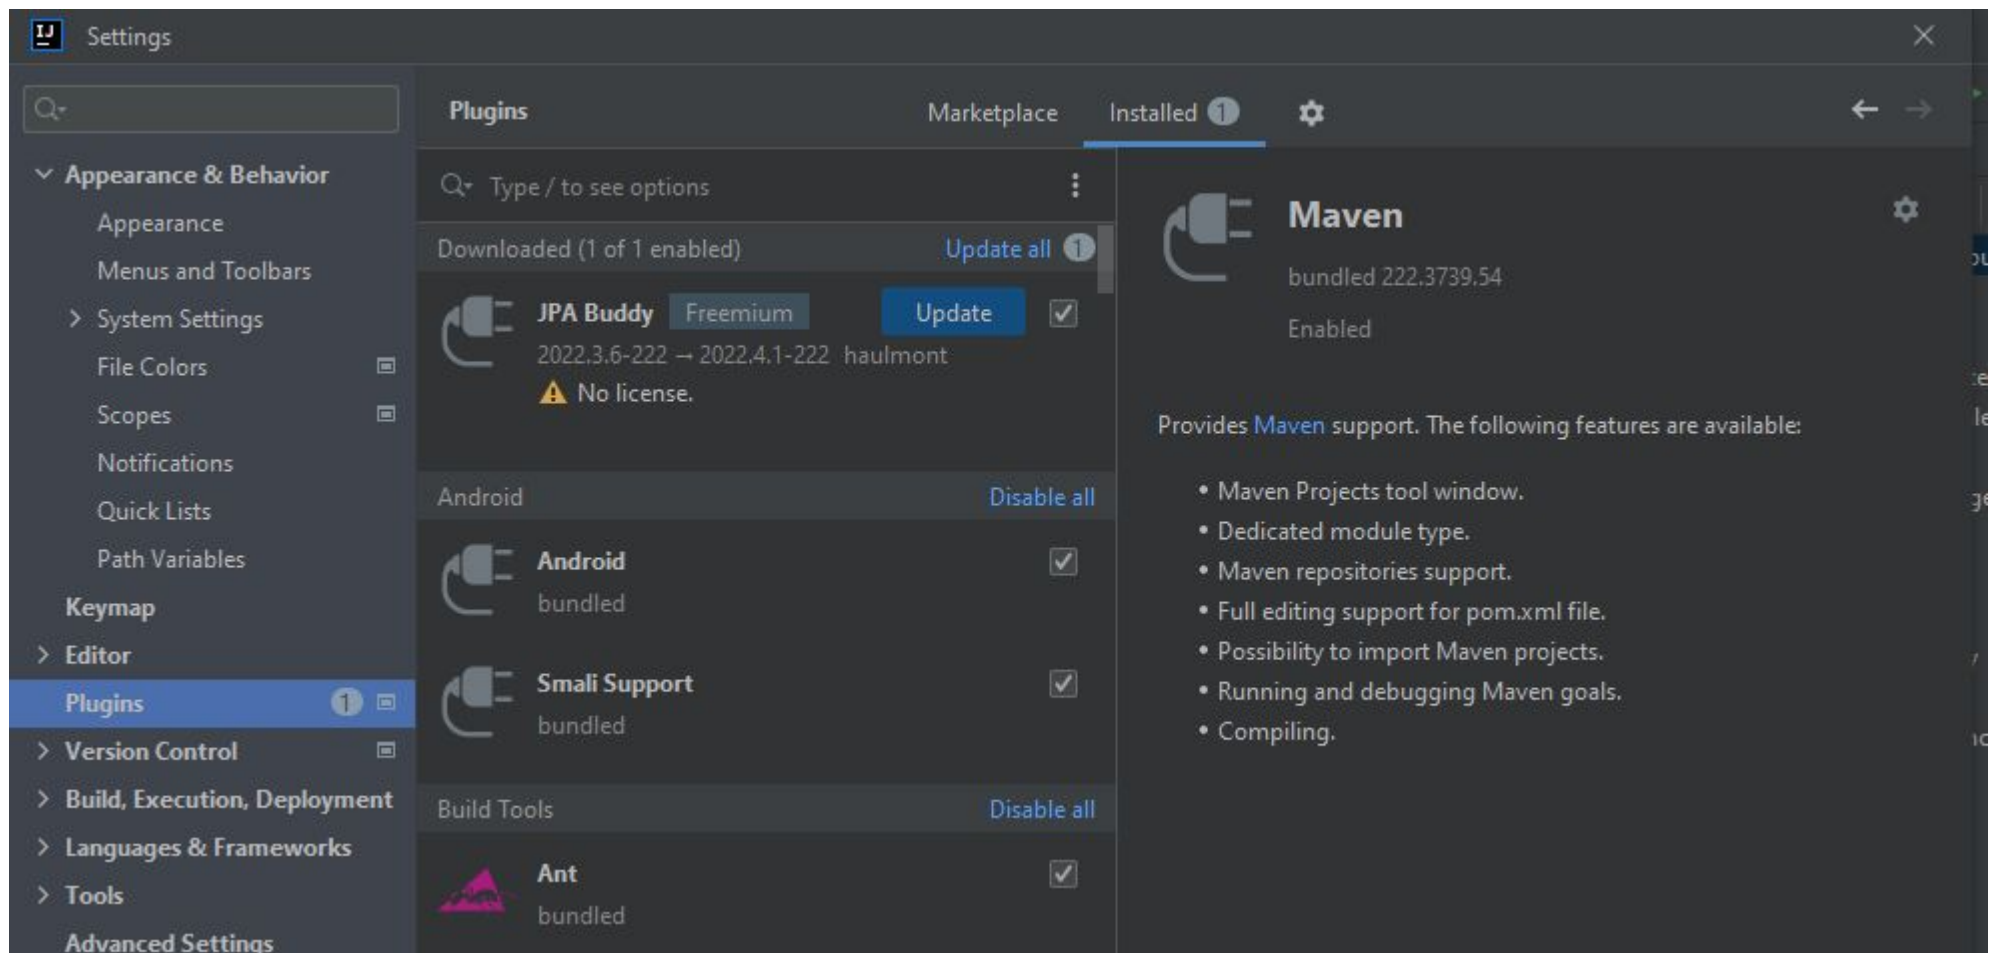 IJ Settings
Appearance & Behavior
Appearance
Menus and Toolbars
System Settings
File Colors
Scopes
Notifications
Quick Lists
Path Variables
Keymap
Editor
Plugins 1
Version Control
Build, Execution, Deployment
Languages & Frameworks
Tools
Advanced Settings
Plugins Marketplace Installed 1
Type / to see options
Downloaded (1 of 1 enabled) Update all 1
JPA Buddy Freemium Update
2022.3.6-222 → 2022.4.1-222 haulmont
No license.
Android Disable all
Android
bundled
Smali Support
bundled
Build Tools Disable all
Ant
bundled
Maven
bundled 222.3739.54
Enabled
Provides Maven support. The following features are available:
• Maven Projects tool window.
• Dedicated module type.
• Maven repositories support.
• Full editing support for pom.xml file.
• Possibility to import Maven projects.
• Running and debugging Maven goals.
• Compiling.